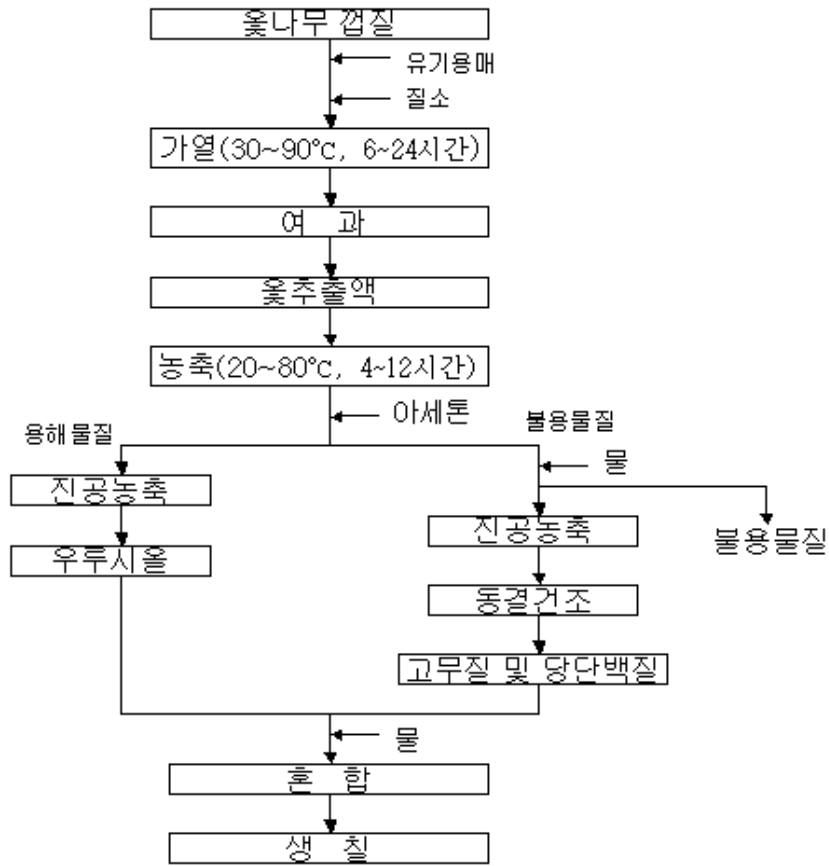 옻나무 껍질
유기용매
질소
가열(30~90℃, 6~24시간)
여 과
옻추출액
농축(20~80℃, 4~12시간)
아세톤
용해물질
불용물질
물
진공농축
진공농축
불용물질
우루시올
동결건조
고무질 및 당단백질
물
혼 합
생 칠